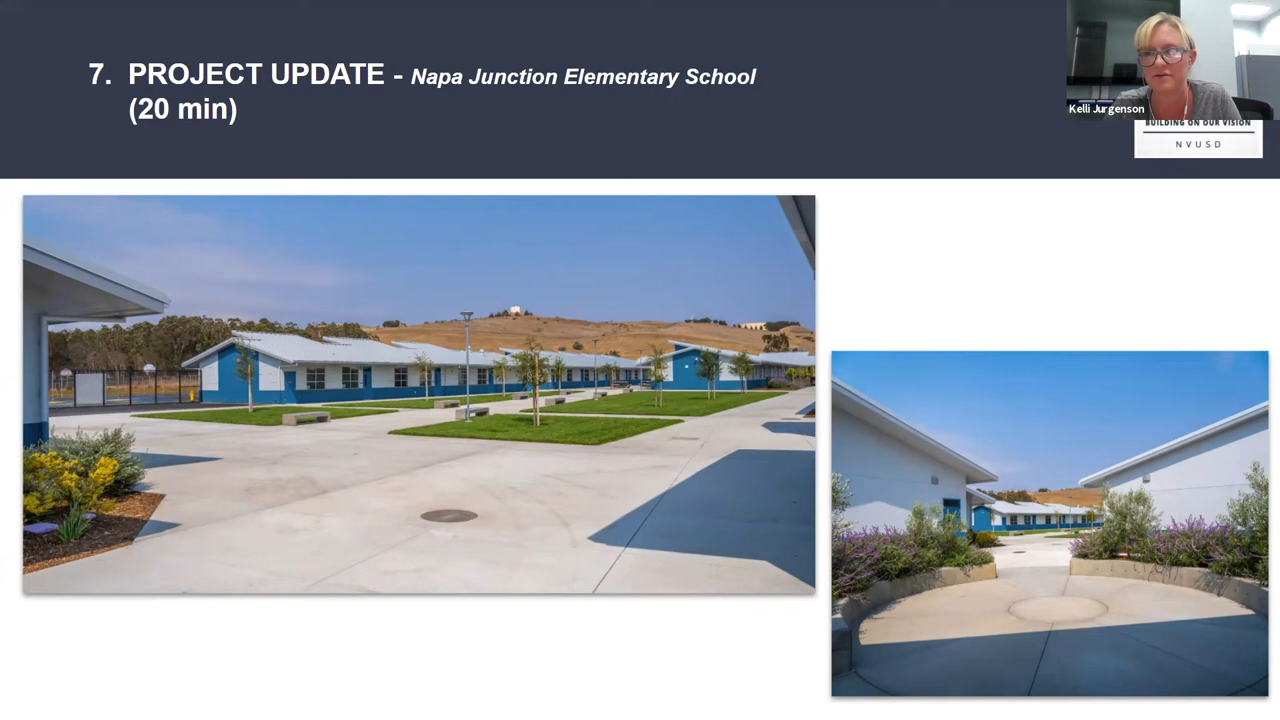 7. PROJECT UPDATE - Napa Junction Elementary School
(20 min)
Kelli Jurgenson
BUILDING ON OUR VISION
NVUSD